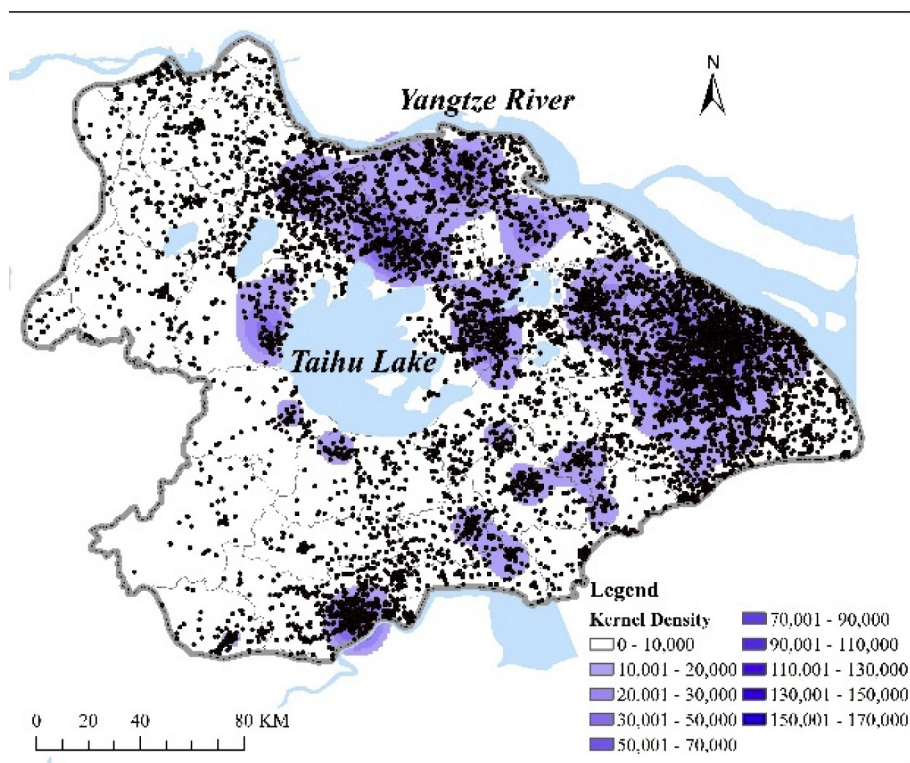 N
Yangtze River
Taihu Lake
Legend
Kernel Density
0 - 10,000
10,001 - 20,000
20,001 - 30,000
30,001 - 50,000
50,001 - 70,000
70,001 - 90,000
90,001 - 110,000
110,001 - 130,000
130,001 - 150,000
150,001 - 170,000
0 20 40 80 KM